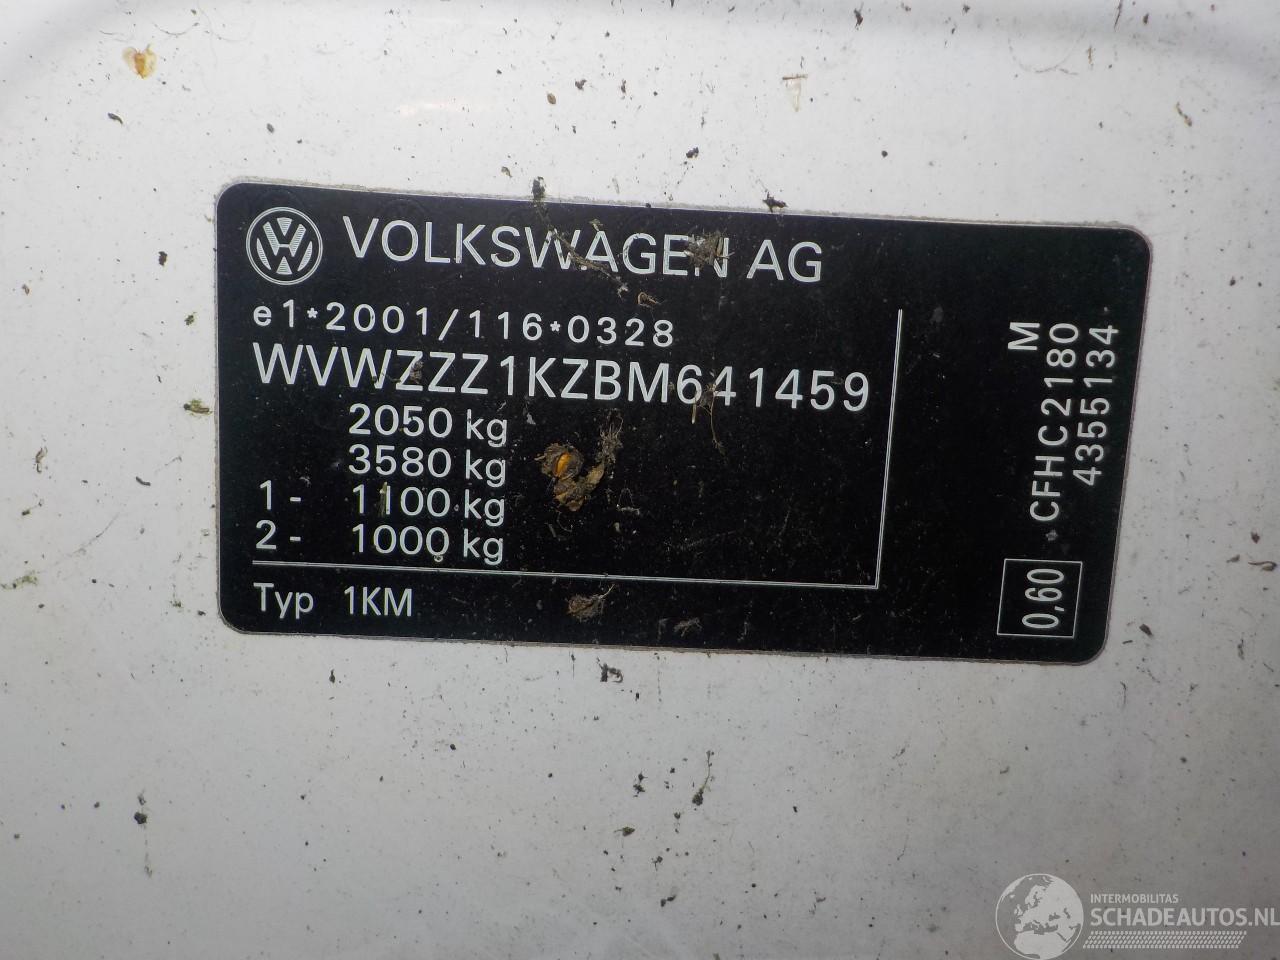 VOLKSWAGEN AG
e1*2001/116*0328
WVWZZZ1KZBM641459
2050 kg
3580 kg
1- 1100 kg
2- 1000 kg
Typ 1KM
M
CFHC2180
4355134
0,60
INTERMOBILITAS
SCHADEAUTOS.NL